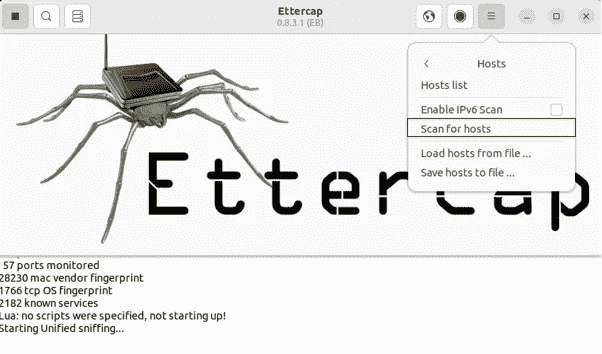 Ettercap
0.8.3.1 (EB)
Hosts
Hosts list
Enable IPv6 Scan
Scan for hosts
Load hosts from file ...
Save hosts to file ...
Ettercap
57 ports monitored
28230 mac vendor fingerprint
1766 tcp OS fingerprint
2182 known services
Lua: no scripts were specified, not starting up!
Starting Unified sniffing...